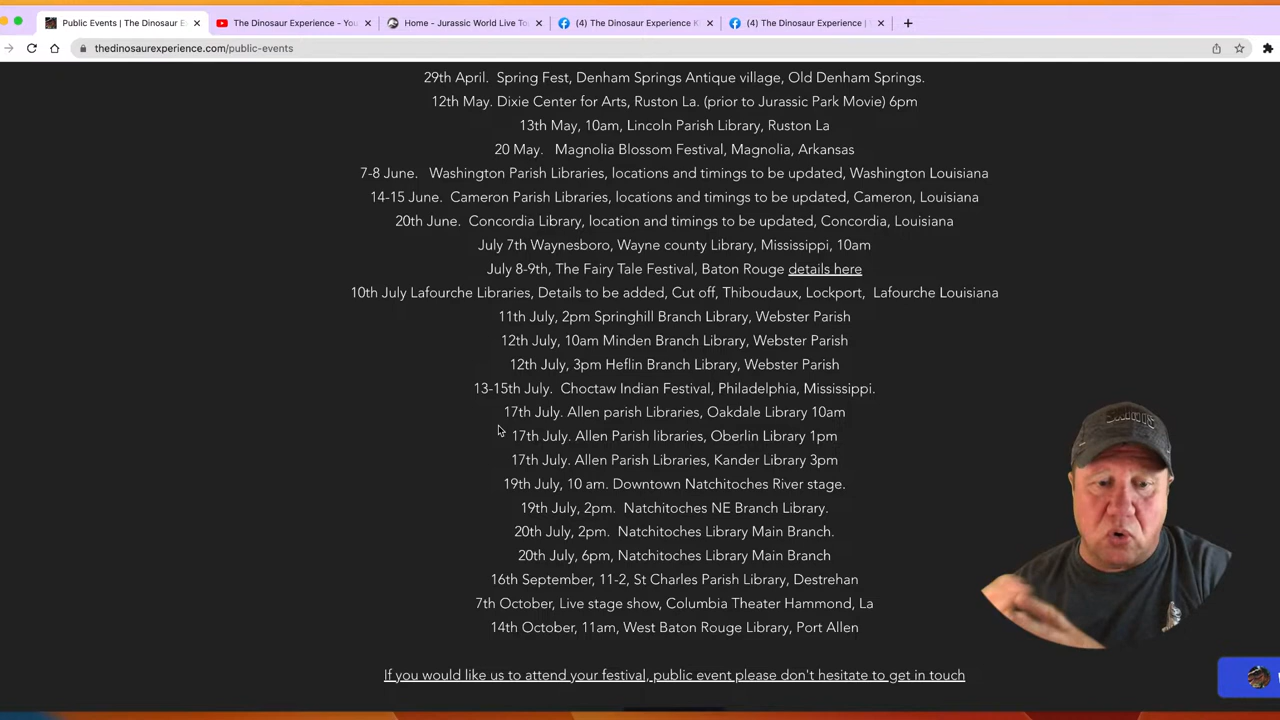 Public Events | The Dinosaur E
The Dinosaur Experience - You
Home - Jurassic World Live To
(4) The Dinosaur Experience K
(4) The Dinosaur Experience |
thedinosaurexperience.com/public-events
29th April. Spring Fest, Denham Springs Antique village, Old Denham Springs.
12th May. Dixie Center for Arts, Ruston La. (prior to Jurassic Park Movie) 6pm
13th May, 10am, Lincoln Parish Library, Ruston La
20 May. Magnolia Blossom Festival, Magnolia, Arkansas
7-8 June. Washington Parish Libraries, locations and timings to be updated, Washington Louisiana
14-15 June. Cameron Parish Libraries, locations and timings to be updated, Cameron, Louisiana
20th June. Concordia Library, location and timings to be updated, Concordia, Louisiana
July 7th Waynesboro, Wayne county Library, Mississippi, 10am
July 8-9th, The Fairy Tale Festival, Baton Rouge details here
10th July Lafourche Libraries, Details to be added, Cut off, Thiboudaux, Lockport, Lafourche Louisiana
11th July, 2pm Springhill Branch Library, Webster Parish
12th July, 10am Minden Branch Library, Webster Parish
12th July, 3pm Heflin Branch Library, Webster Parish
13-15th July. Choctaw Indian Festival, Philadelphia, Mississippi.
17th July. Allen parish Libraries, Oakdale Library 10am
17th July. Allen Parish libraries, Oberlin Library 1pm
17th July. Allen Parish Libraries, Kander Library 3pm
19th July, 10 am. Downtown Natchitoches River stage.
19th July, 2pm. Natchitoches NE Branch Library.
20th July, 2pm. Natchitoches Library Main Branch.
20th July, 6pm, Natchitoches Library Main Branch
16th September, 11-2, St Charles Parish Library, Destrehan
7th October, Live stage show, Columbia Theater Hammond, La
14th October, 11am, West Baton Rouge Library, Port Allen
If you would like us to attend your festival, public event please don't hesitate to get in touch